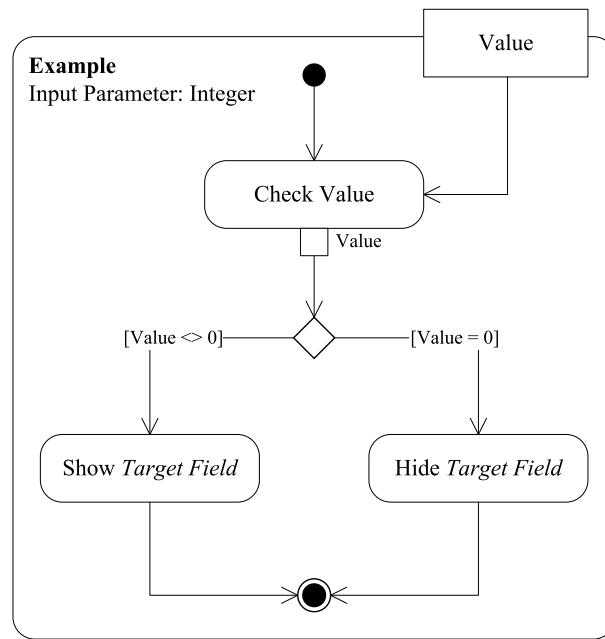 Value
Example
Input Parameter: Integer
Check Value
Value
[Value <> 0]
[Value = 0]
Show Target Field
Hide Target Field